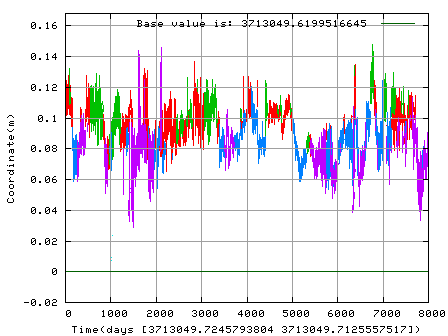 Base value is: 3713049.6199516645
0.16
0.14
0.12
0.1
0.08
0.06
0.04
0.02
0
-0.02
Coordinate(m)
0 1000 2000 3000 4000 5000 6000 7000 8000
Time(days [3713049.7245793804 3713049.7125557517])